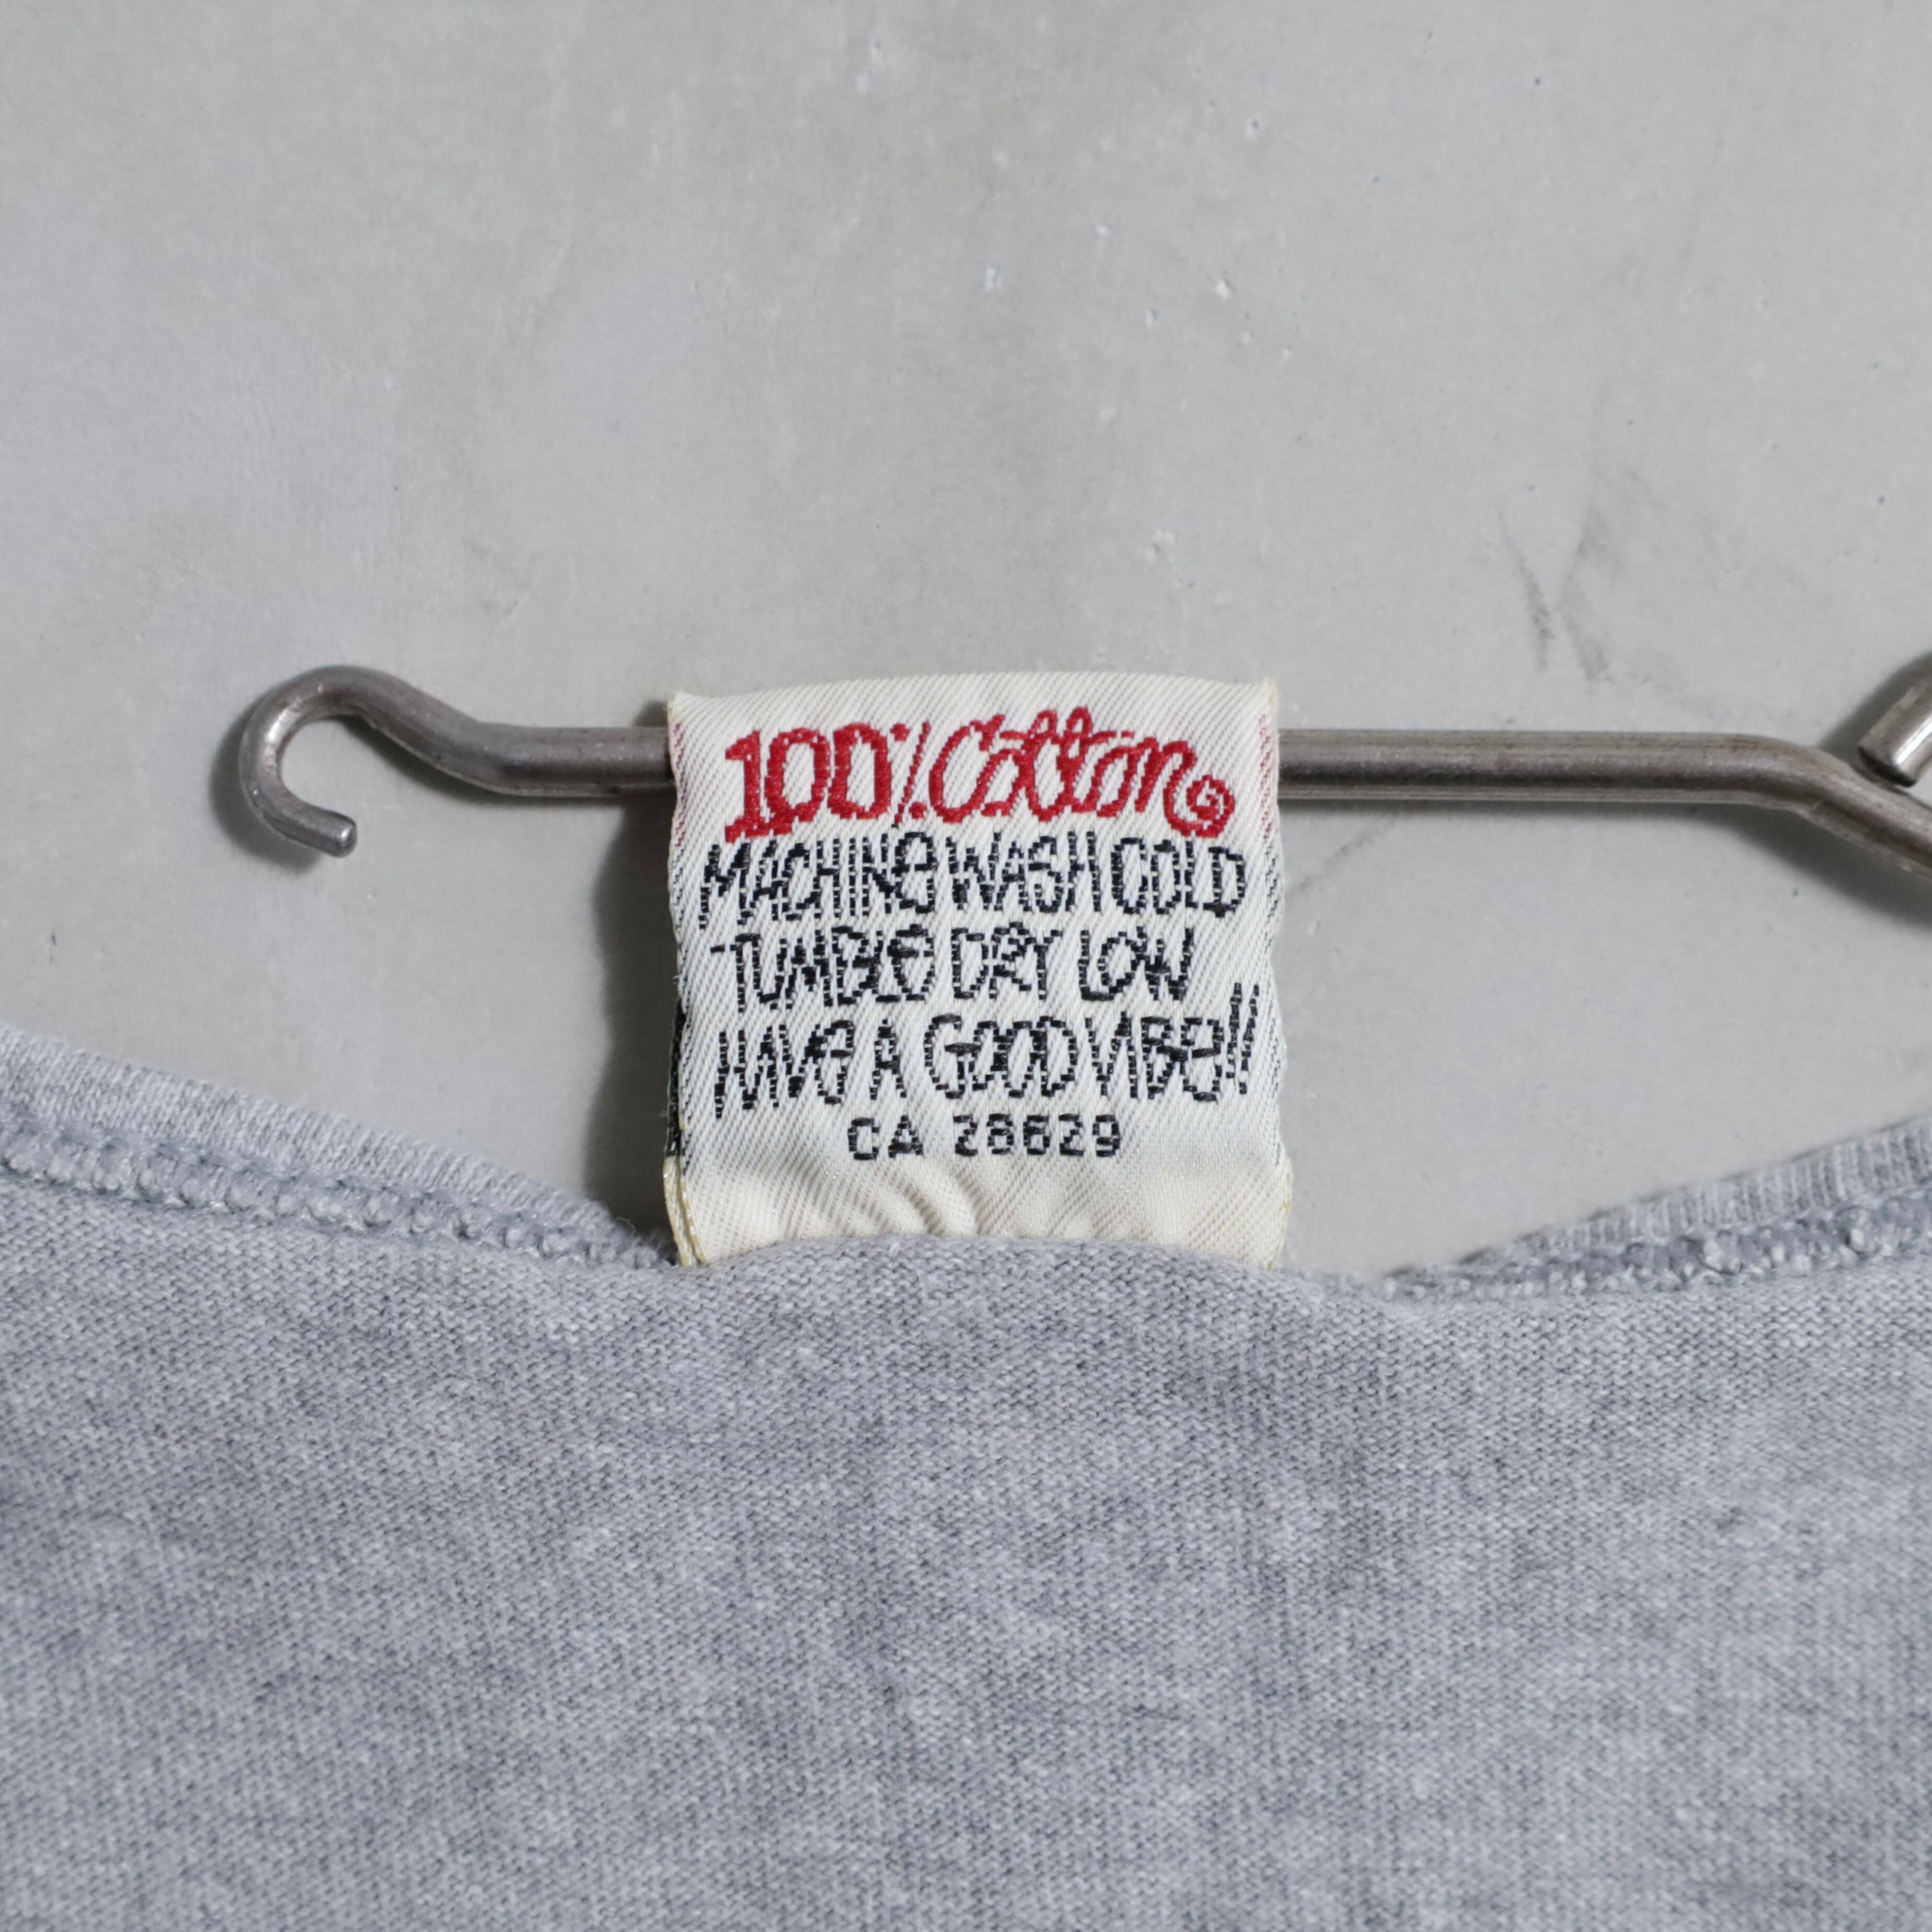 100% Cotton
MACHINE WASH COLD
TUMBLE DRY LOW
HAVE A GOOD VIBE!!!
CA 28629